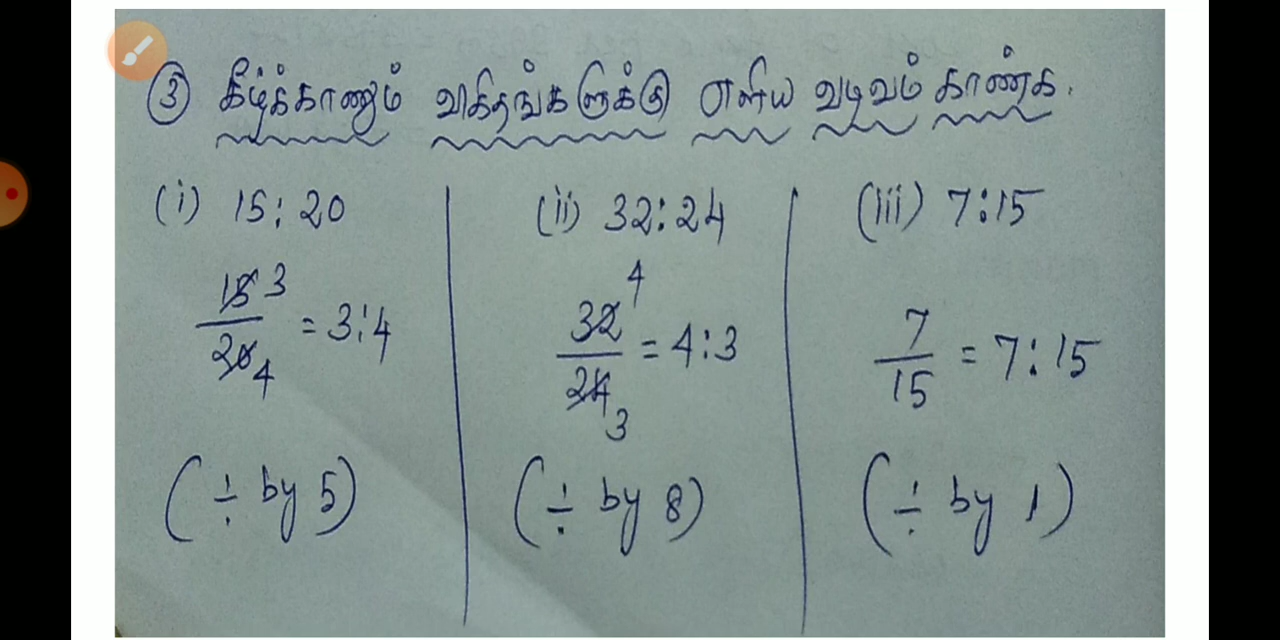 ③ கீழ்க்காணும் விகிதங்களுக்கு எளிய வடிவம் காண்க.
(i) 15 : 20
15 3
20 4
= 3:4
(÷ by 5)
(ii) 32:24
32 4
24 3
= 4:3
(÷ by 8)
(iii) 7:15
7
15
= 7:15
(÷ by 1)